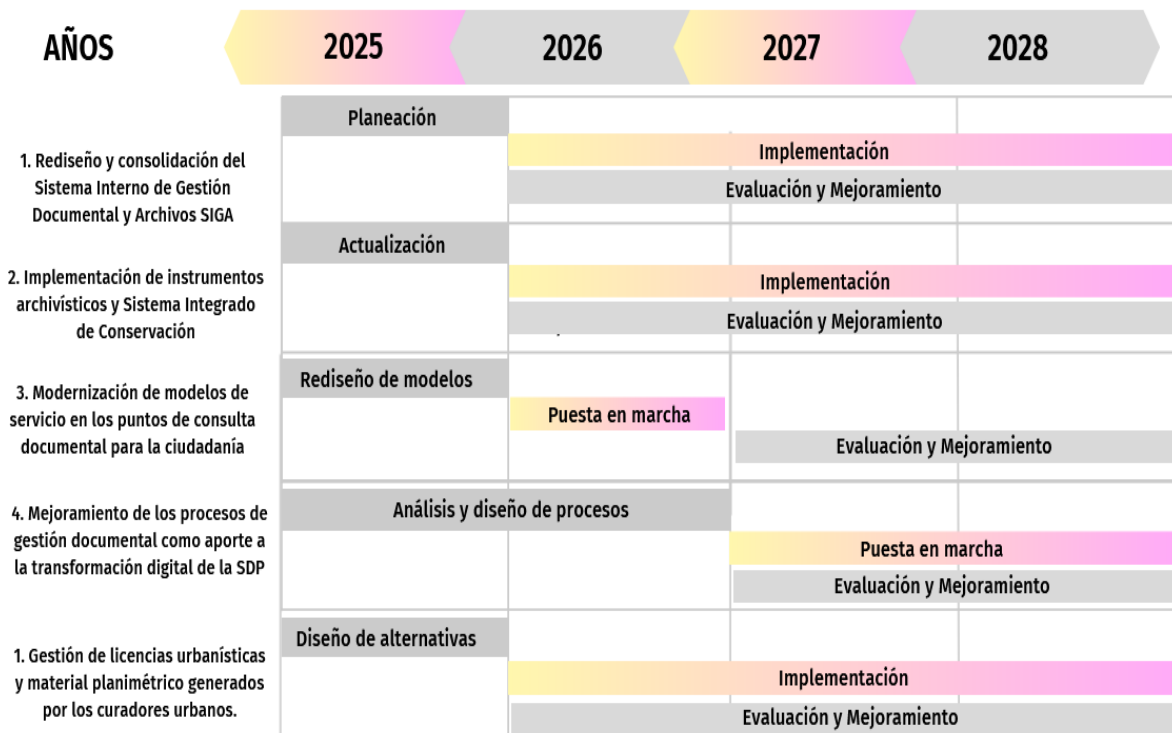 AÑOS
2025
2026
2027
2028
Planeación
1. Rediseño y consolidación del
Sistema Interno de Gestión
Documental y Archivos SIGA
Implementación
Evaluación y Mejoramiento
Actualización
2. Implementación de instrumentos
archivísticos y Sistema Integrado
de Conservación
Implementación
Evaluación y Mejoramiento
Rediseño de modelos
3. Modernización de modelos de
servicio en los puntos de consulta
documental para la ciudadanía
Puesta en marcha
Evaluación y Mejoramiento
Análisis y diseño de procesos
4. Mejoramiento de los procesos de
gestión documental como aporte a
la transformación digital de la SDP
Puesta en marcha
Evaluación y Mejoramiento
Diseño de alternativas
1. Gestión de licencias urbanísticas
y material planimétrico generados
por los curadores urbanos.
Implementación
Evaluación y Mejoramiento